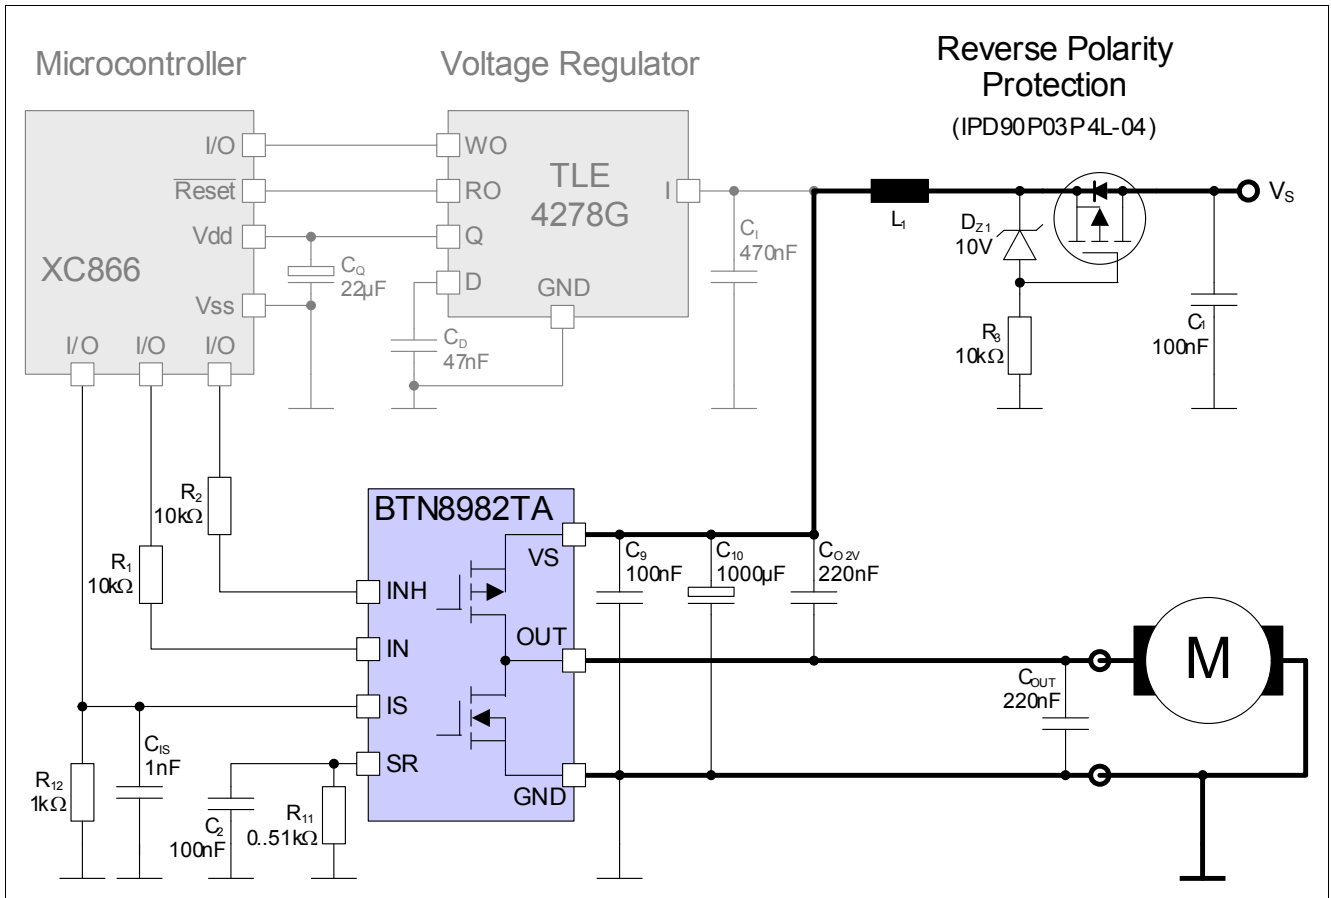 Microcontroller
Voltage Regulator
Reverse Polarity
Protection
(IPD90P03P4L-04)
I/O
Reset
Vdd
XC866
Vss
I/O
I/O
I/O
WO
RO
Q
D
TLE
4278G
I
GND
CQ
22µF
CD
47nF
CI
470nF
L1
DZ1
10V
R3
10kΩ
C1
100nF
VS
R2
10kΩ
R1
10kΩ
BTN8982TA
VS
INH
OUT
IN
IS
SR
GND
C9
100nF
C10
1000µF
CO2V
220nF
COUT
220nF
M
CIS
1nF
R12
1kΩ
C2
100nF
R11
0..51kΩ